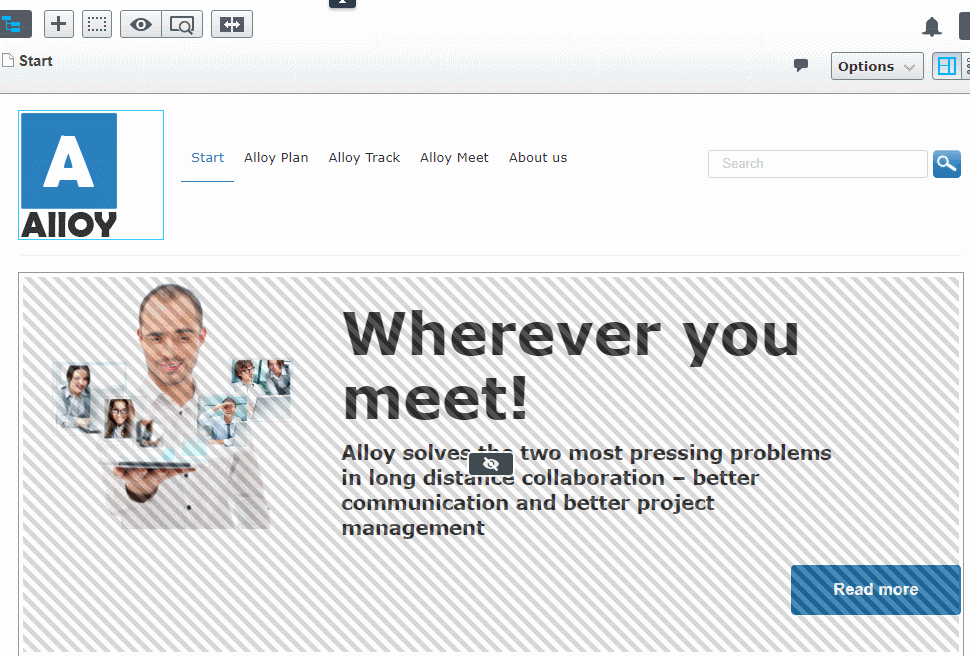 Start
Options
A
Alloy
Start Alloy Plan Alloy Track Alloy Meet About us
Search
Wherever you
meet!
Alloy solves the two most pressing problems
in long distance collaboration – better
communication and better project
management
Read more